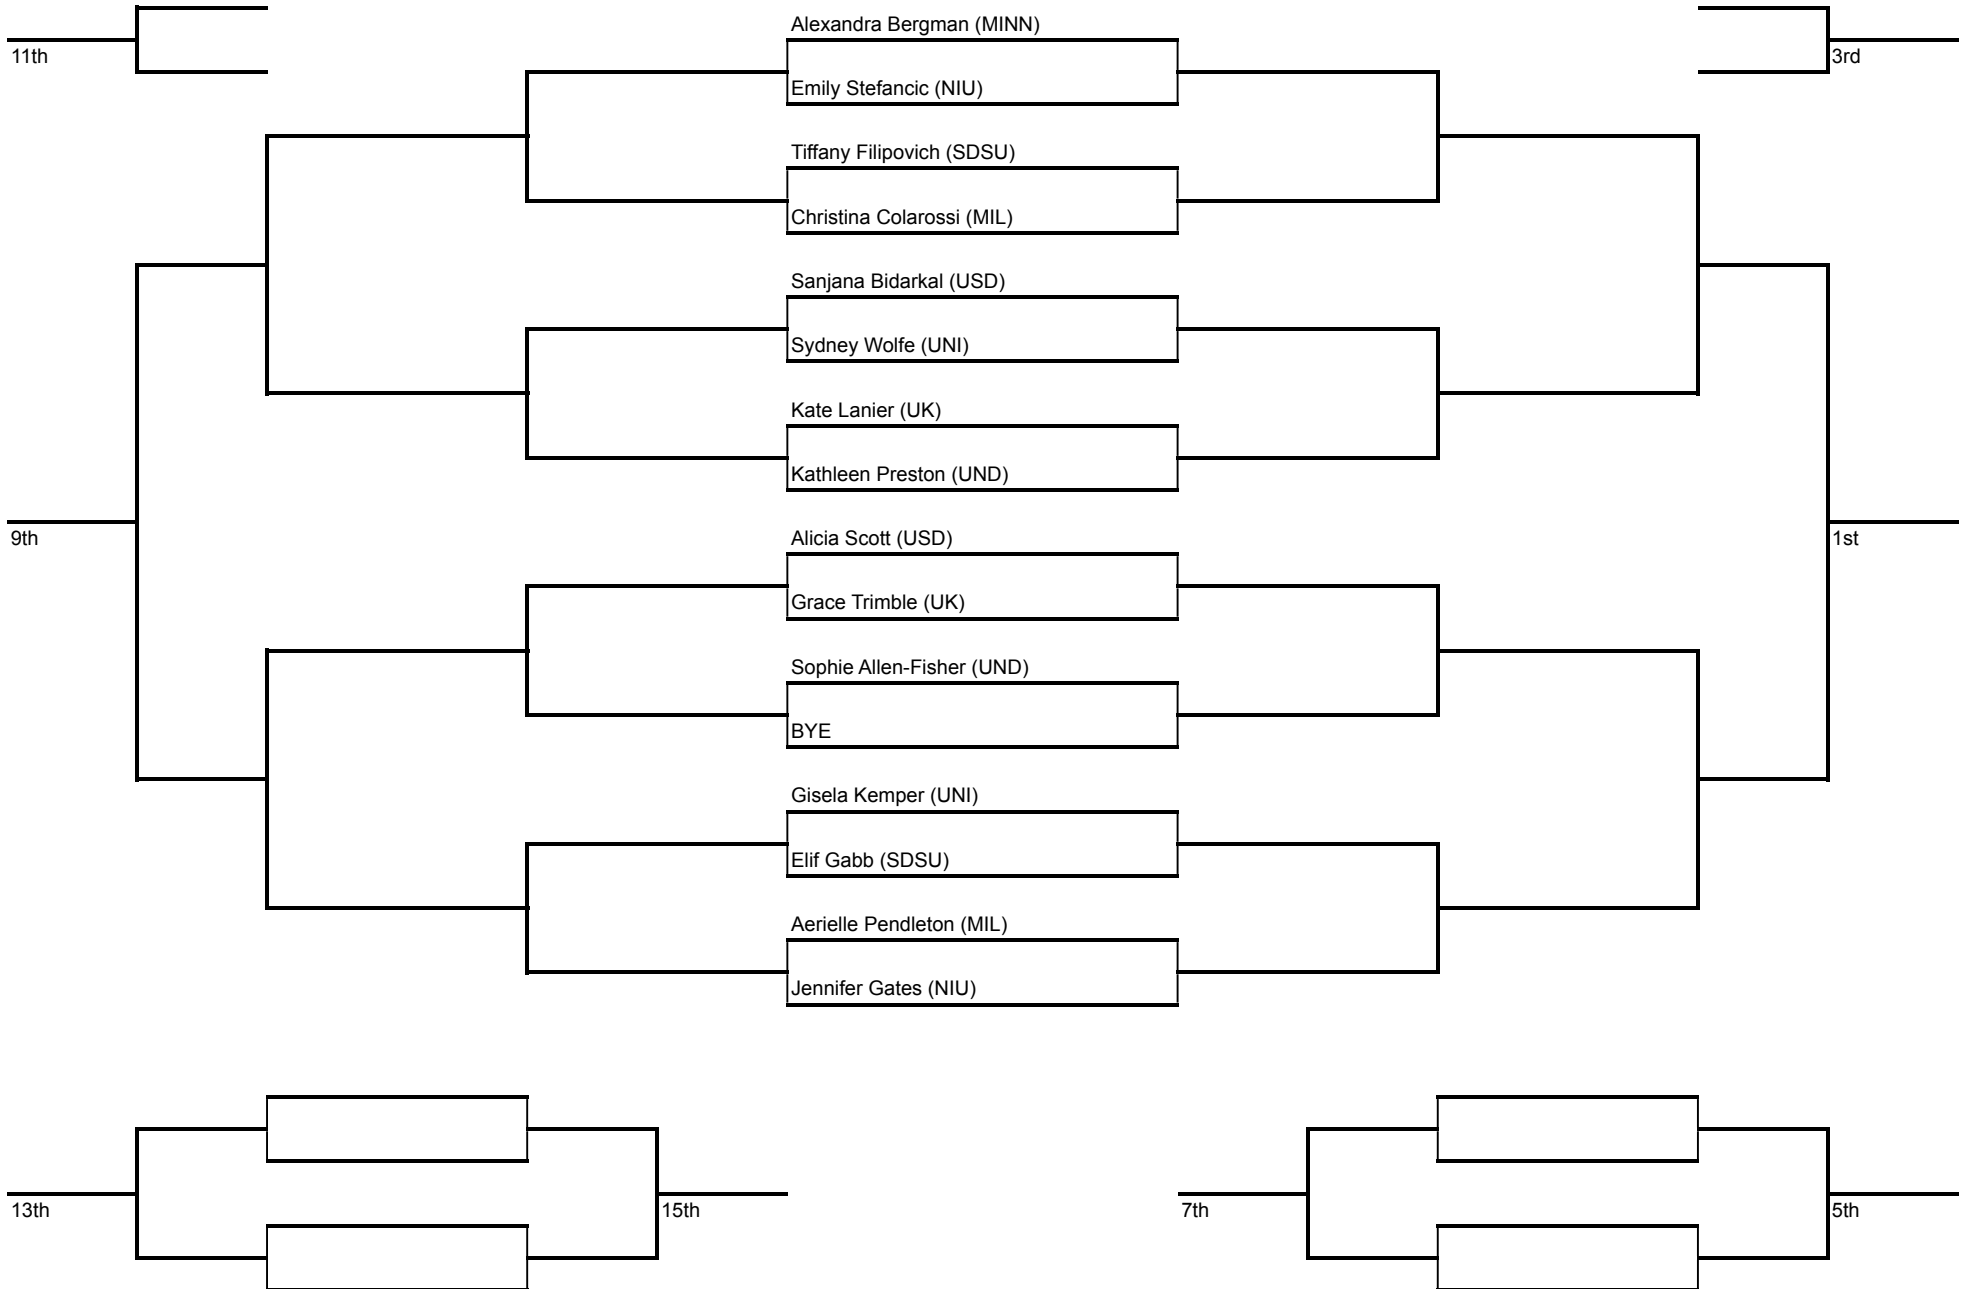 Alexandra Bergman (MINN)
11th
3rd
Emily Stefancic (NIU)
Tiffany Filipovich (SDSU)
Christina Colarossi (MIL)
Sanjana Bidarkal (USD)
Sydney Wolfe (UNI)
Kate Lanier (UK)
Kathleen Preston (UND)
9th
Alicia Scott (USD)
1st
Grace Trimble (UK)
Sophie Allen-Fisher (UND)
BYE
Gisela Kemper (UNI)
Elif Gabb (SDSU)
Aerielle Pendleton (MIL)
Jennifer Gates (NIU)
13th
15th
7th
5th